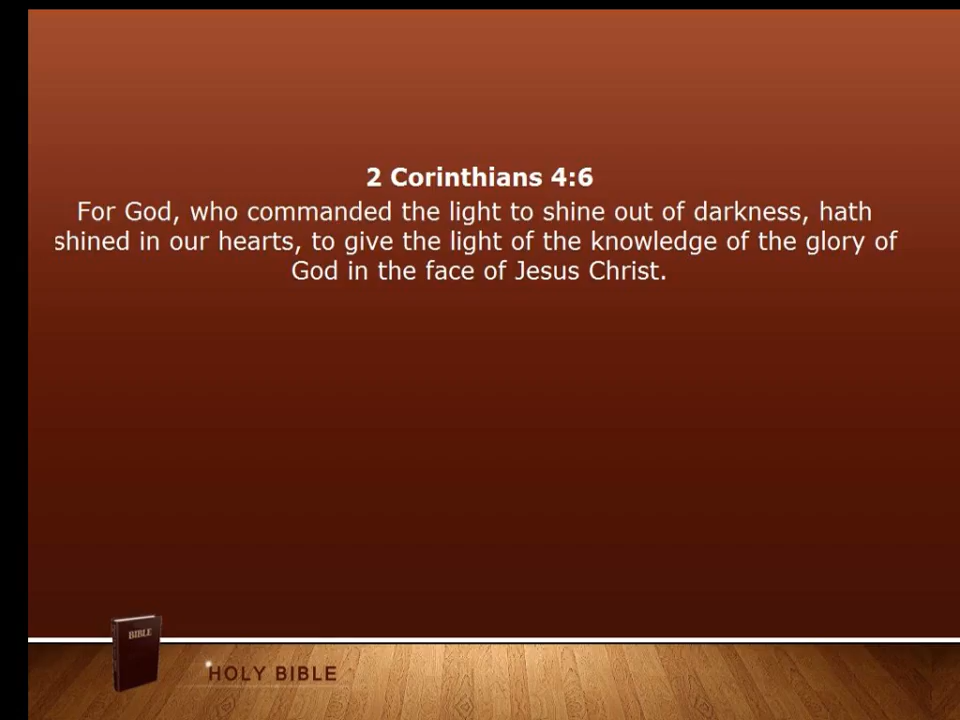 2 Corinthians 4:6
For God, who commanded the light to shine out of darkness, hath
shined in our hearts, to give the light of the knowledge of the glory of
God in the face of Jesus Christ.
BIBLE
HOLY BIBLE